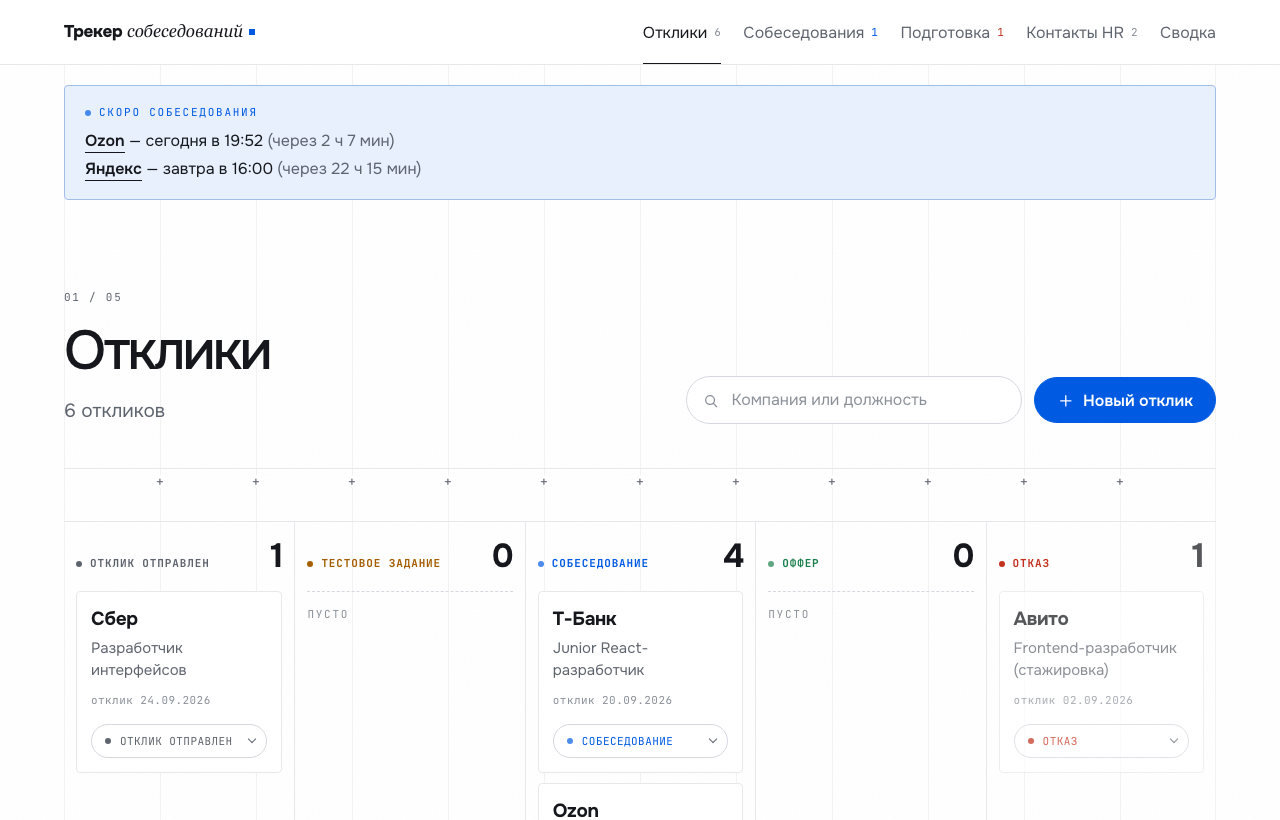 Трекер собеседований
Отклики 6 Собеседования 1 Подготовка 1 Контакты HR 2 Сводка
СКОРО СОБЕСЕДОВАНИЯ
Ozon — сегодня в 19:52 (через 2 ч 7 мин)
Яндекс — завтра в 16:00 (через 22 ч 15 мин)
01 / 05
Отклики
6 откликов
Компания или должность
+ Новый отклик
ОТКЛИК ОТПРАВЛЕН 1
Сбер
Разработчик
интерфейсов
отклик 24.09.2026
ОТКЛИК ОТПРАВЛЕН
ТЕСТОВОЕ ЗАДАНИЕ 0
ПУСТО
СОБЕСЕДОВАНИЕ 4
Т-Банк
Junior React-
разработчик
отклик 20.09.2026
СОБЕСЕДОВАНИЕ
Ozon
ОФФЕР 0
ПУСТО
ОТКАЗ 1
Авито
Frontend-разработчик
(стажировка)
отклик 02.09.2026
ОТКАЗ